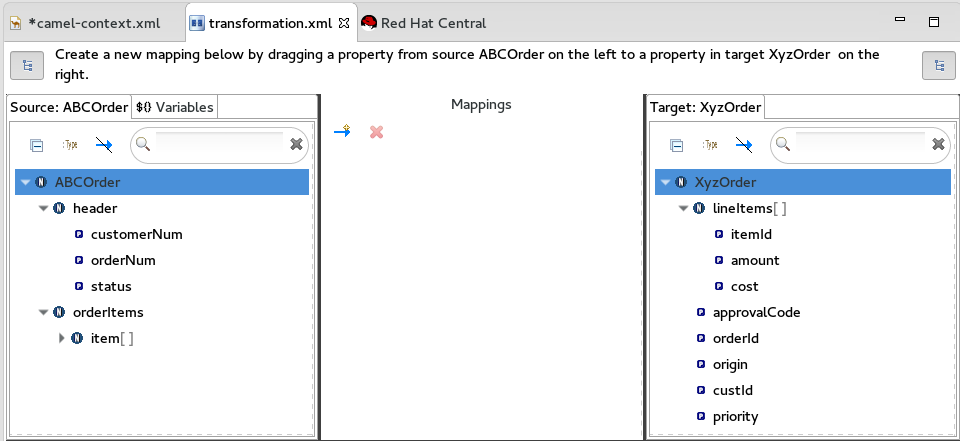 *camel-context.xml
transformation.xml
Red Hat Central
Create a new mapping below by dragging a property from source ABCOrder on the left to a property in target XyzOrder on the
right.
Source: ABCOrder
${} Variables
Mappings
Target: XyzOrder
:Type
:Type
N ABCOrder
N header
P customerNum
P orderNum
P status
N orderItems
N item[ ]
N XyzOrder
N lineItems[ ]
P itemId
P amount
P cost
P approvalCode
P orderId
P origin
P custId
P priority